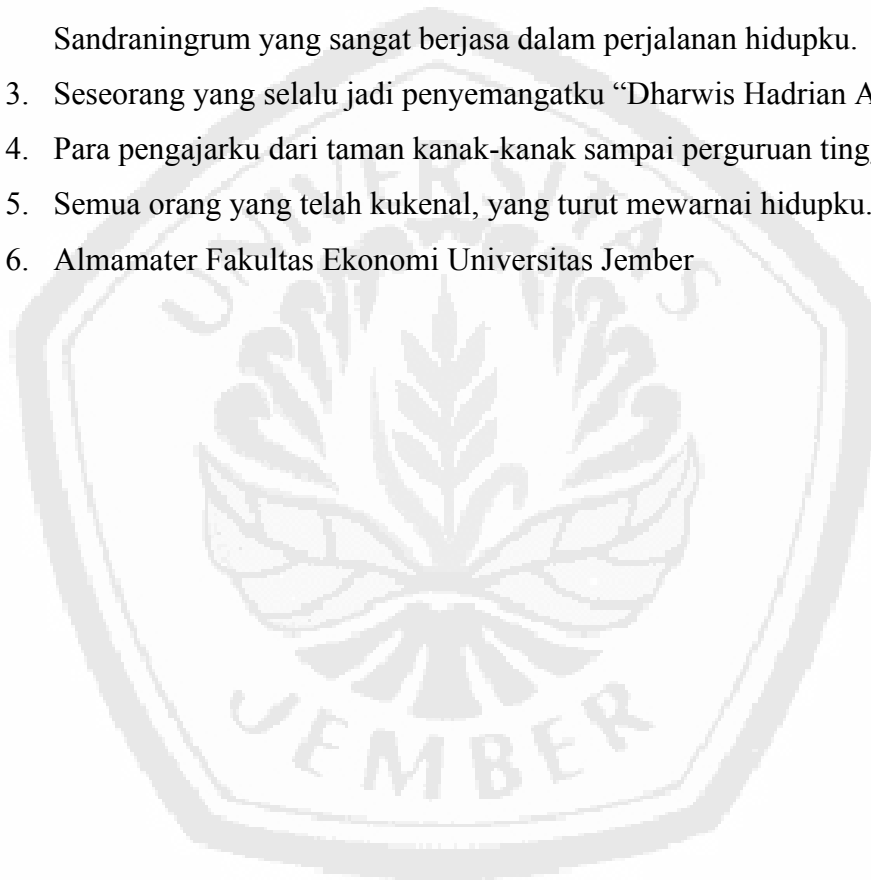 Sandraningrum yang sangat berjasa dalam perjalanan hidupku.
3. Seseorang yang selalu jadi penyemangatku “Dharwis Hadrian A
4. Para pengajarku dari taman kanak-kanak sampai perguruan
5. Semua orang yang telah kukenal, yang turut mewarnai hidupku.
6. Almamater Fakultas Ekonomi Universitas Jember
UNIVERSITAS
JEMBER